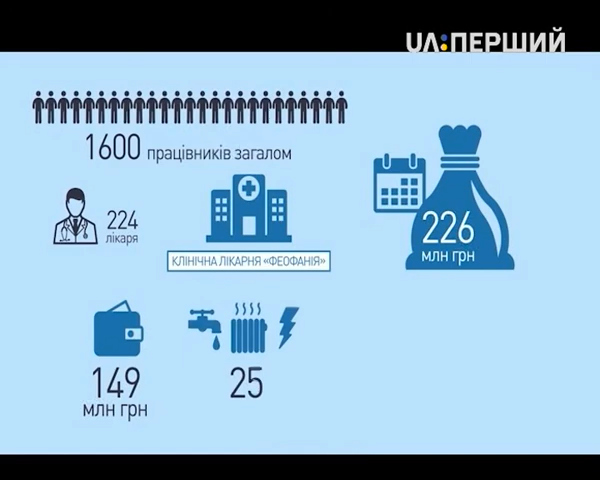 UA:ПЕРШИЙ
1600 працівників загалом
224
лікаря
КЛІНІЧНА ЛІКАРНЯ «ФЕОФАНІЯ»
226
млн грн
149
млн грн
25